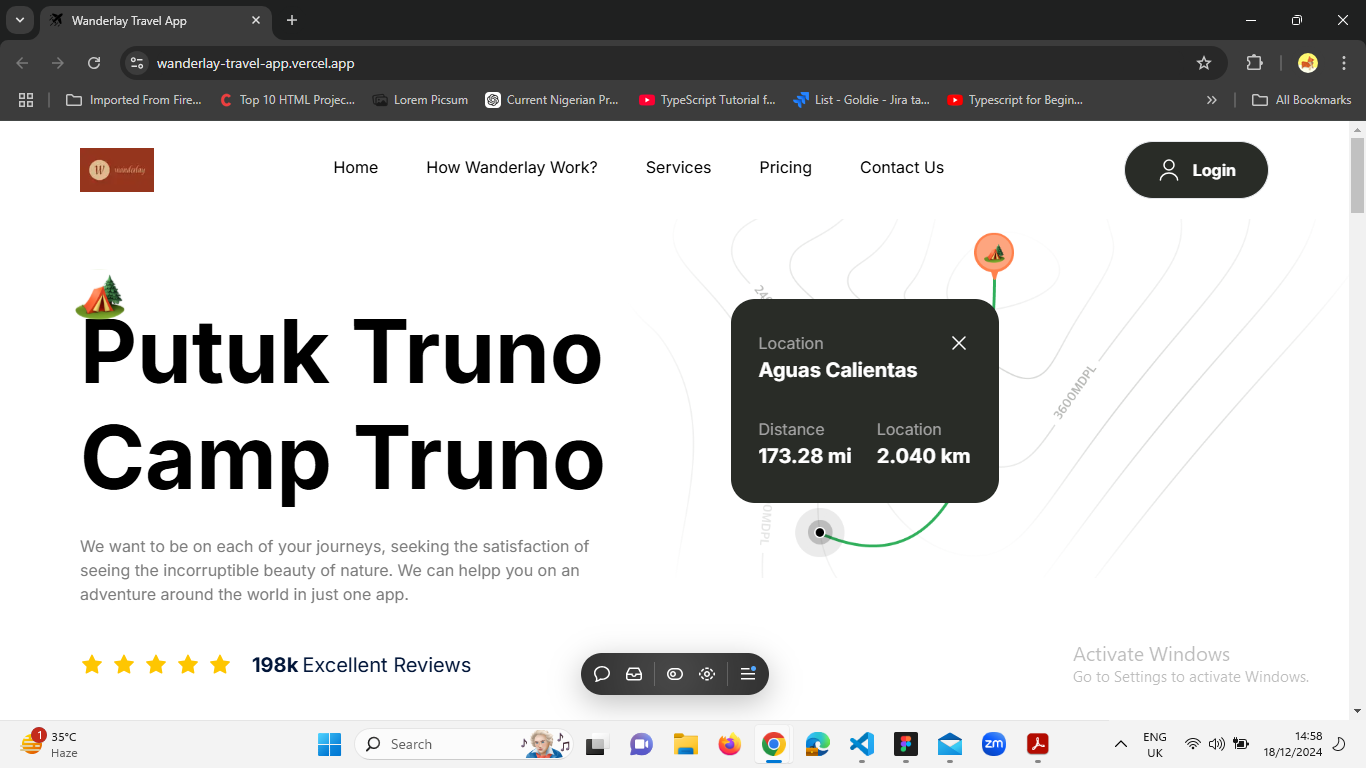 Wanderlay Travel App
wanderlay-travel-app.vercel.app
Imported From Fire... Top 10 HTML Projec... Lorem Picsum Current Nigerian Pr... TypeScript Tutorial f... List - Goldie - Jira ta... Typescript for Begin... » All Bookmarks
W wanderlay
Home How Wanderlay Work? Services Pricing Contact Us Login
Putuk Truno
Camp Truno
Location
Aguas Calientas
Distance Location
173.28 mi 2.040 km
3600MDPL
We want to be on each of your journeys, seeking the satisfaction of
seeing the incorruptible beauty of nature. We can helpp you on an
adventure around the world in just one app.
198k Excellent Reviews
Activate Windows
Go to Settings to activate Windows.
1
35°C
Haze
Search
zm
ENG
UK
14:58
18/12/2024